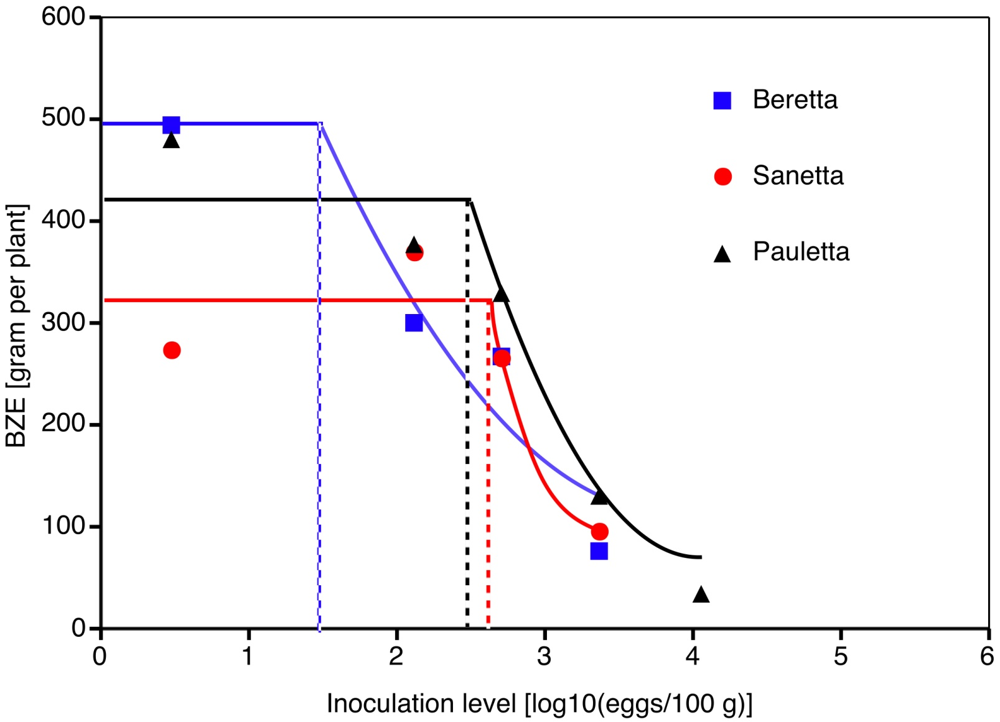 600
500
400
300
200
100
0
BZE [gram per plant]
Beretta
Sanetta
Pauletta
0 1 2 3 4 5 6
Inoculation level [log10(eggs/100 g)]